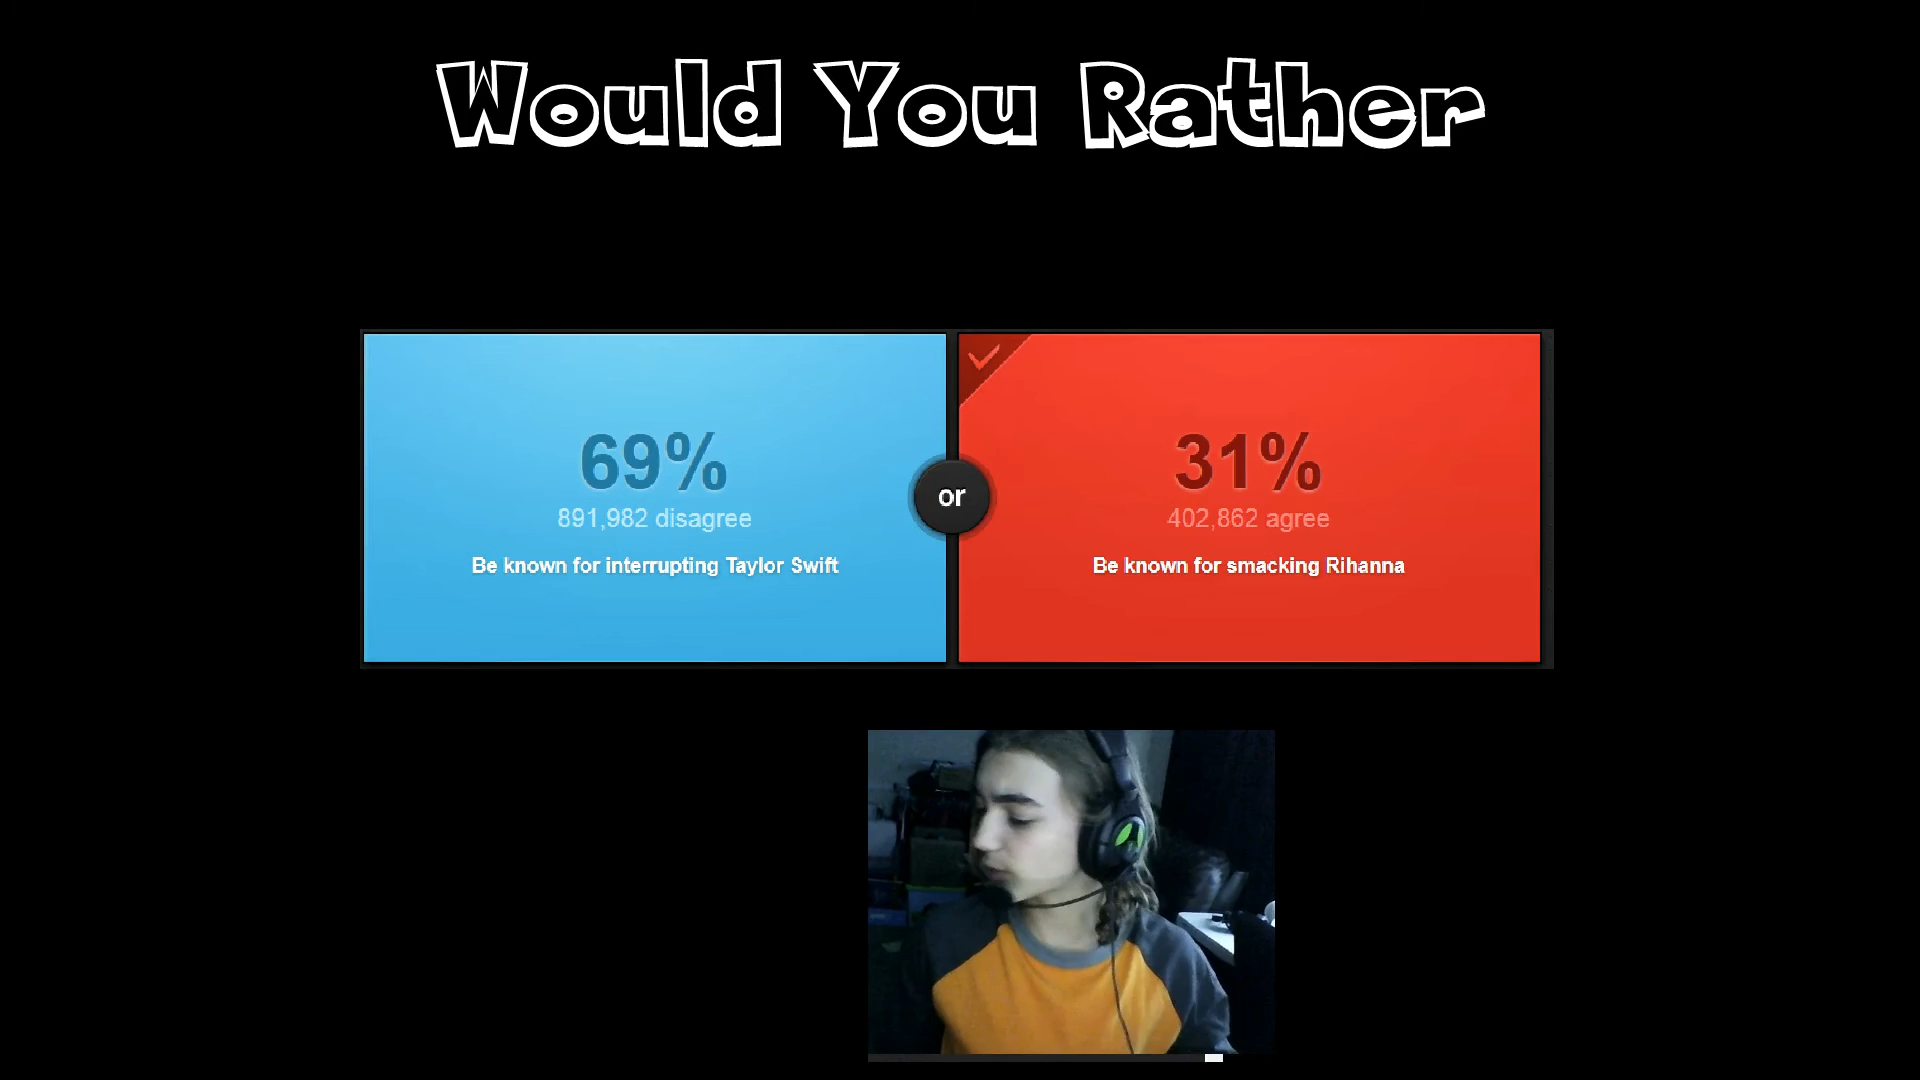 Would You Rather
69%
891,982 disagree
Be known for interrupting Taylor Swift
or
31%
402,862 agree
Be known for smacking Rihanna